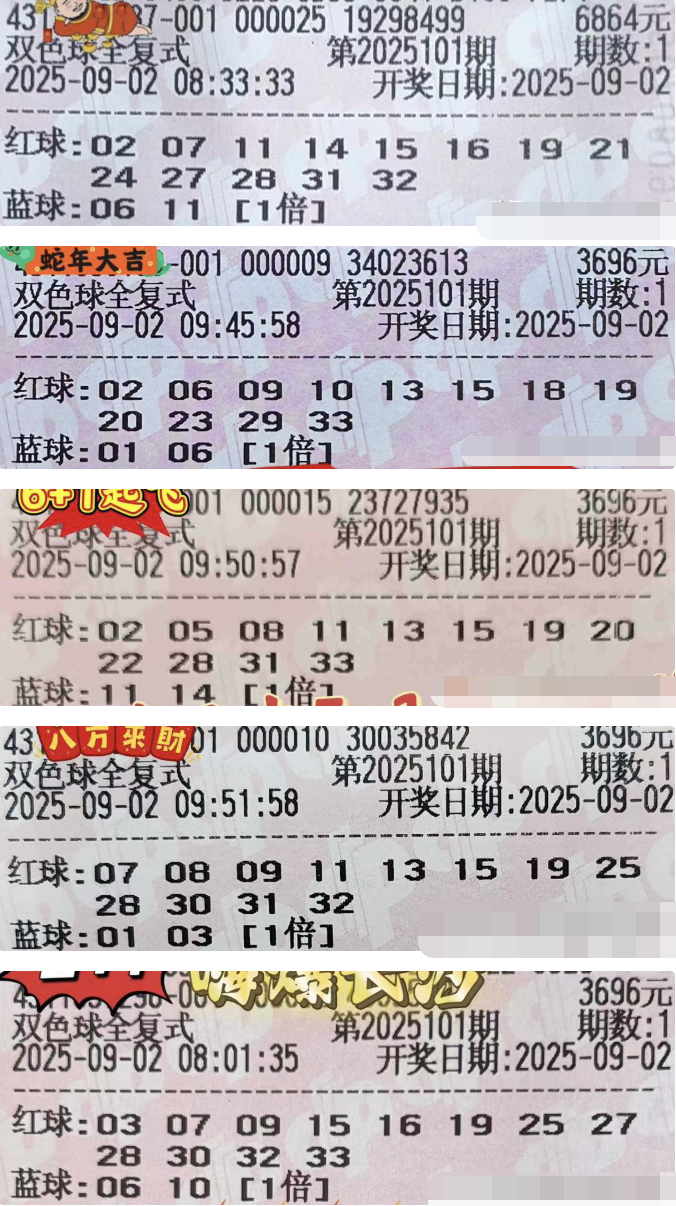 43 37-001 000025 19298499 6864元
双色球全复式 第2025101期 期数:1
2025-09-02 08:33:33 开奖日期:2025-09-02
红球:02 07 11 14 15 16 19 21
24 27 28 31 32
蓝球:06 11 [1倍]
蛇年大吉 -001 000009 34023613 3696元
双色球全复式 第2025101期 期数:1
2025-09-02 09:45:58 开奖日期:2025-09-02
红球:02 06 09 10 13 15 18 19
20 23 29 33
蓝球:01 06 [1倍]
6+1起飞 001 000015 23727935 3696元
双色球全复式 第2025101期 期数:1
2025-09-02 09:50:57 开奖日期:2025-09-02
红球:02 05 08 11 13 15 19 20
22 28 31 33
蓝球:11 14 [1倍]
43 八方来财 01 000010 30035842 3696元
双色球全复式 第2025101期 期数:1
2025-09-02 09:51:58 开奖日期:2025-09-02
红球:07 08 09 11 13 15 19 25
28 30 31 32
蓝球:01 03 [1倍]
3696元
双色球全复式 第2025101期 期数:1
2025-09-02 08:01:35 开奖日期:2025-09-02
红球:03 07 09 15 16 19 25 27
28 30 32 33
蓝球:06 10 [1倍]